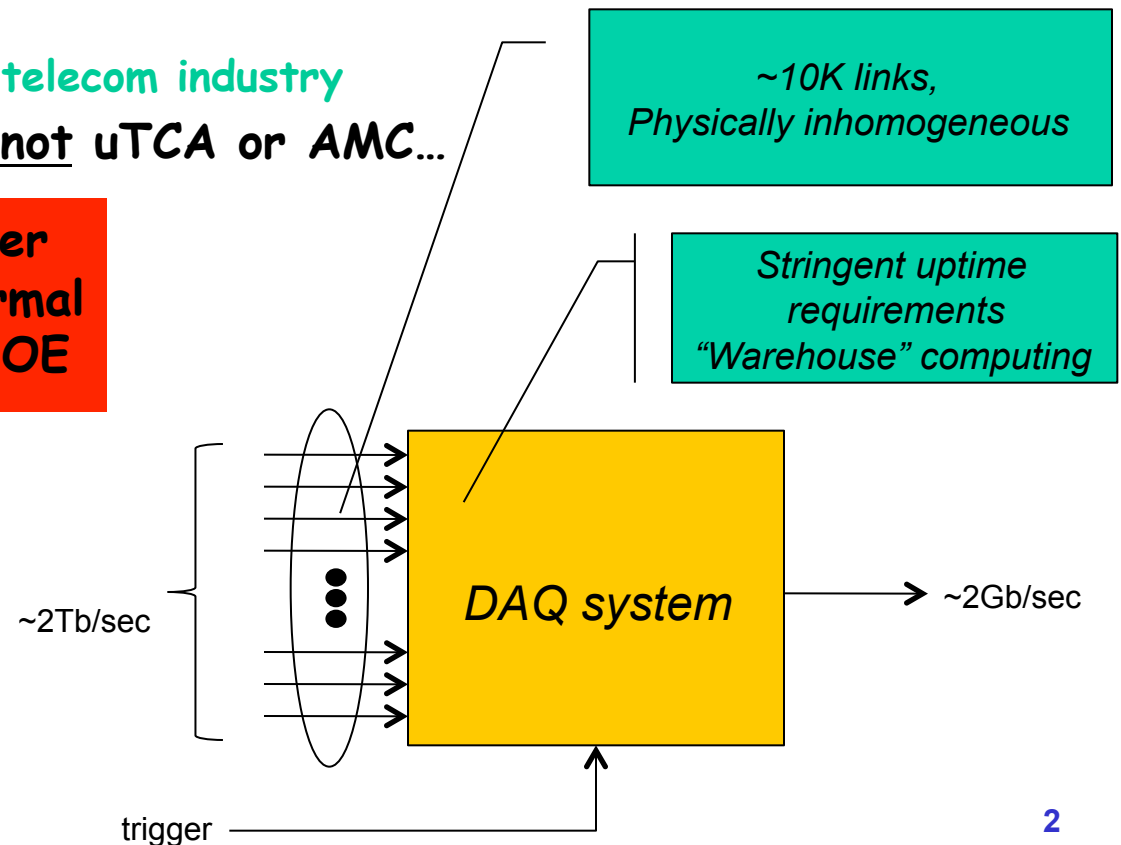 telecom industry
not uTCA or AMC…
er
rmal
OE
~10K links,
Physically inhomogeneous
Stringent uptime
requirements
“Warehouse” computing
~2Tb/sec
DAQ system
~2Gb/sec
trigger
2